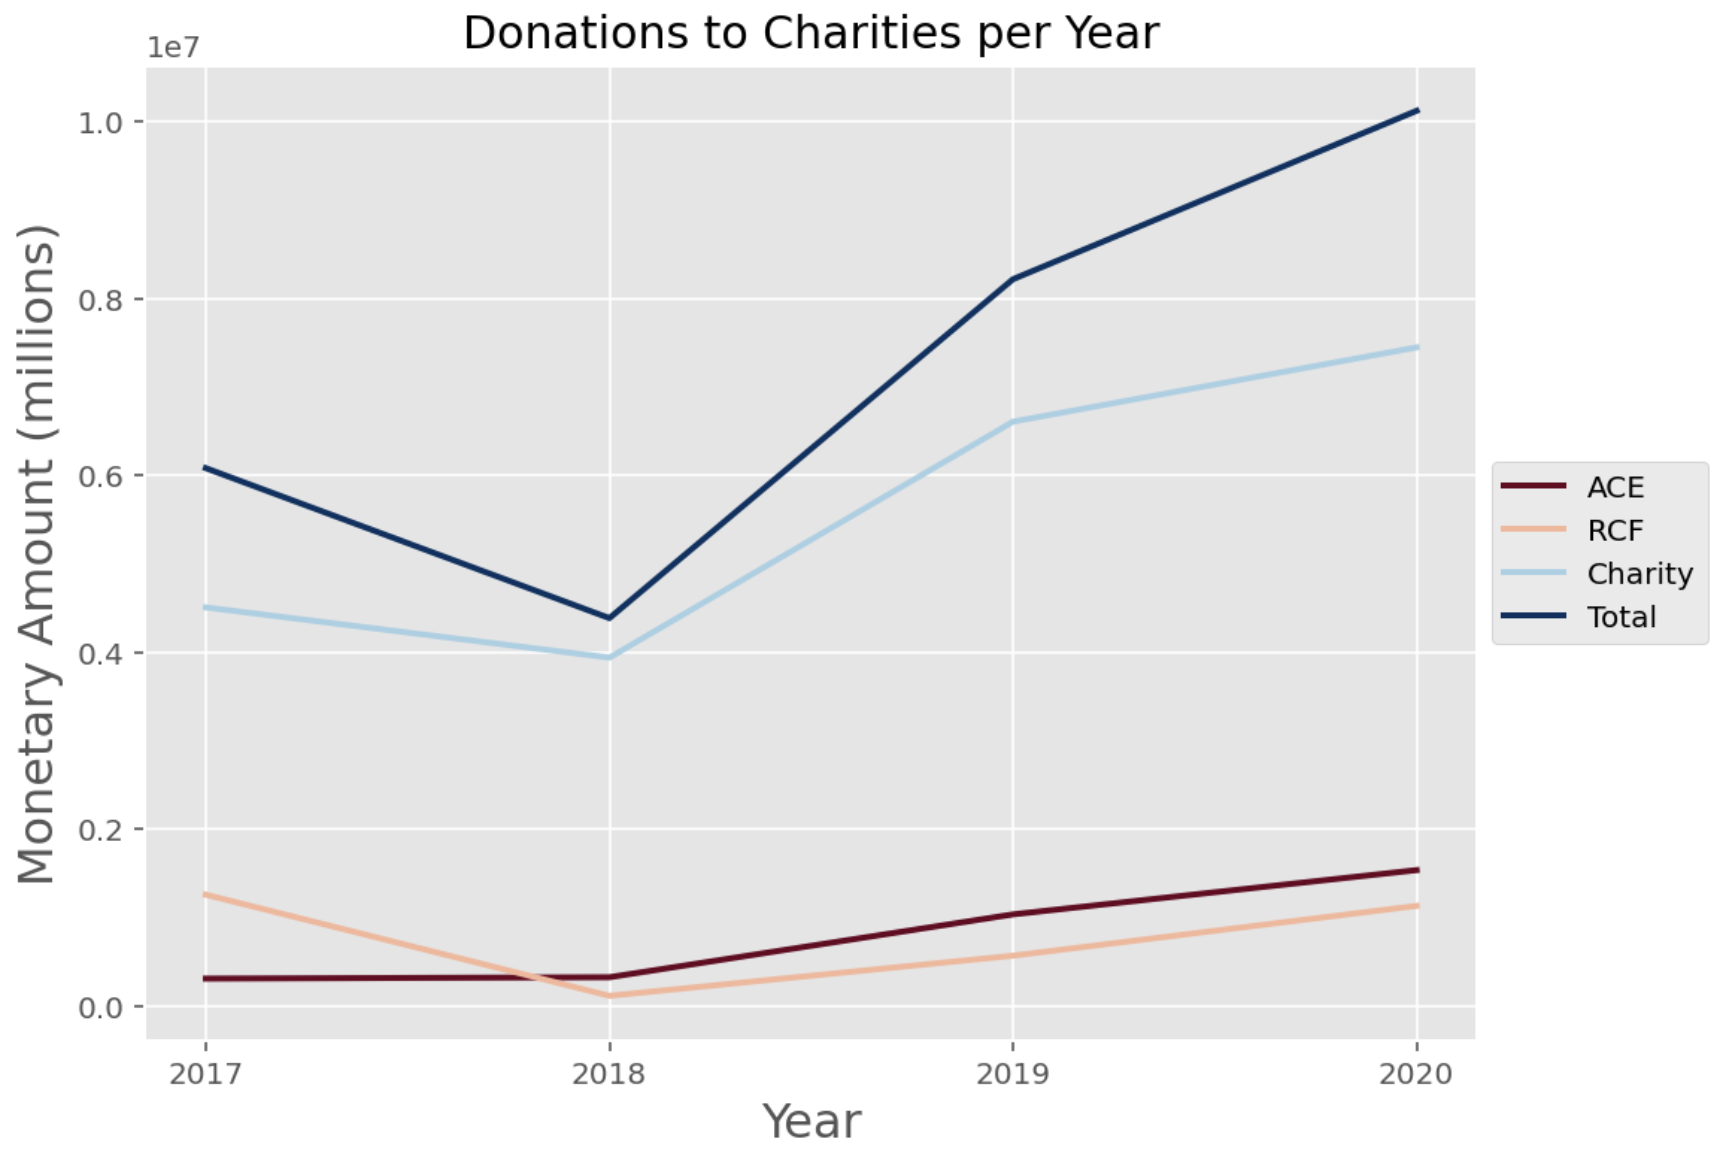 Donations to Charities per Year
1e7
1.0
0.8
0.6
0.4
0.2
0.0
Monetary Amount (millions)
2017 2018 2019 2020
Year
ACE
RCF
Charity
Total